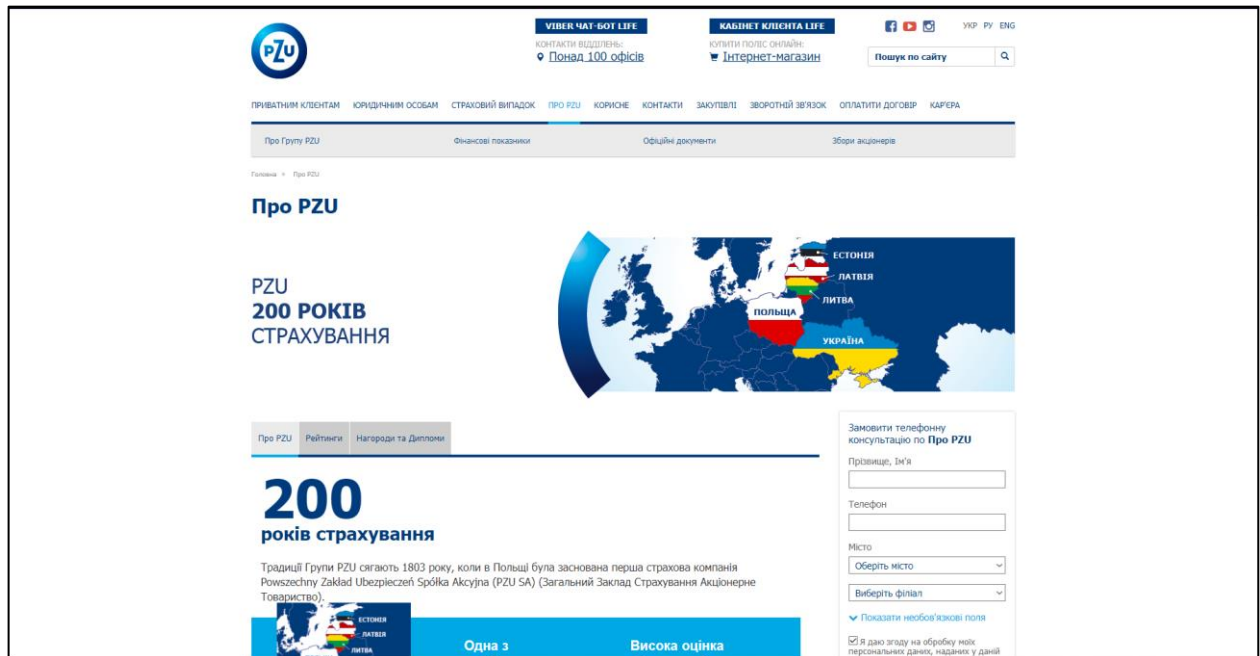 PZU
VIBER ЧАТ-БОТ LIFE
КАБІНЕТ КЛІЄНТА LIFE
УКР РУ ENG
КОНТАКТИ ВІДДІЛЕНЬ:
Понад 100 офісів
КУПИТИ ПОЛІС ОНЛАЙН:
Інтернет-магазин
Пошук по сайту
ПРИВАТНИМ КЛІЄНТАМ ЮРИДИЧНИМ ОСОБАМ СТРАХОВИЙ ВИПАДОК ПРО PZU КОРИСНЕ КОНТАКТИ ЗАКУПІВЛІ ЗВОРОТНІЙ ЗВ'ЯЗОК ОПЛАТИТИ ДОГОВІР КАР'ЄРА
Про Групу PZU Фінансові показники Офіційні документи Збори акціонерів
Головна > Про PZU
Про PZU
PZU
200 РОКІВ
СТРАХУВАННЯ
ЕСТОНІЯ
ЛАТВІЯ
ЛИТВА
ПОЛЬЩА
УКРАЇНА
Про PZU Рейтинги Нагороди та Дипломи
200
років страхування
Традиції Групи PZU сягають 1803 року, коли в Польщі була заснована перша страхова компанія
Powszechny Zakład Ubezpieczeń Spółka Akcyjna (PZU SA) (Загальний Заклад Страхування Акціонерне
Товариство).
ЕСТОНІЯ
ЛАТВІЯ
ЛИТВА
Одна з
Висока оцінка
Замовити телефонну
консультацію по Про PZU
Прізвище, Ім'я
Телефон
Місто
Оберіть місто
Виберіть філіал
Показати необов'язкові поля
Я даю згоду на обробку моїх
персональних даних, наданих у даній